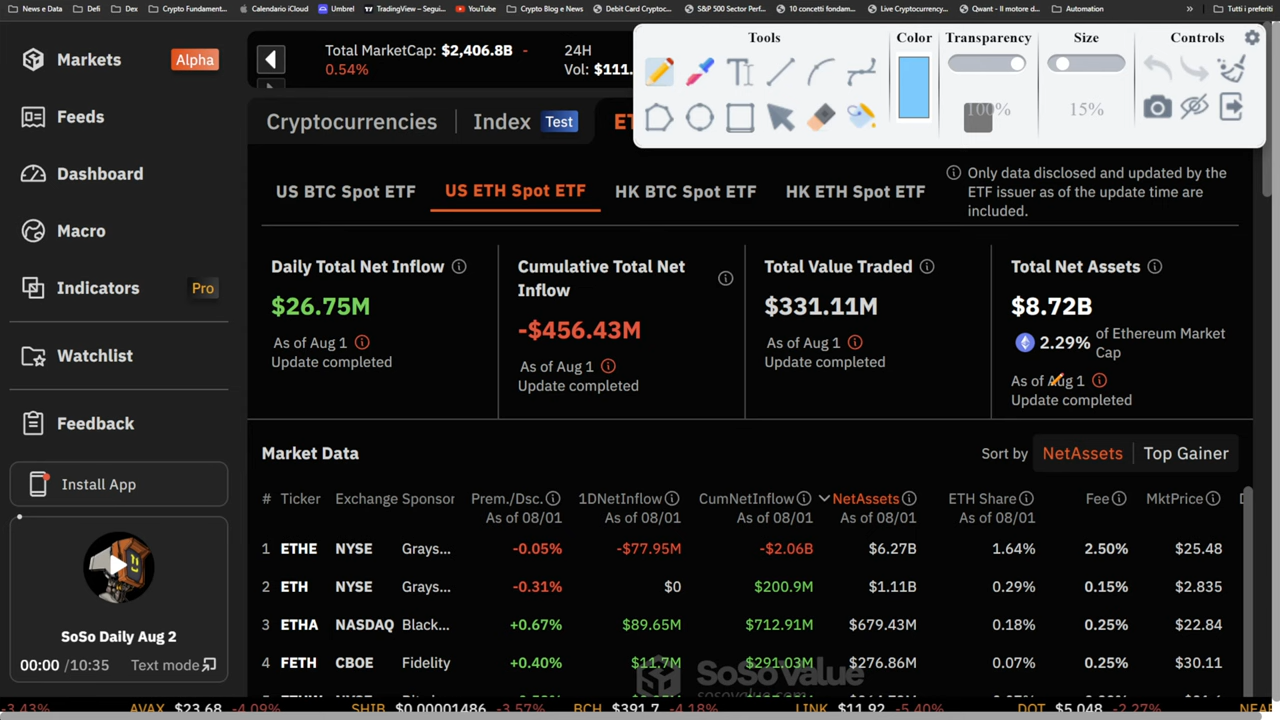 News e Data Defi Dex Crypto Fundament... Calendario iCloud Umbrel TradingView – Segui... YouTube Crypto Blog e News Debit Card Cryptoc... S&P 500 Sector Perf... 10 concetti fondam... Live Cryptocurrency... Qwant - Il motore d... Automation » Tutti i preferiti
Markets Alpha
Feeds
Dashboard
Macro
Indicators Pro
Watchlist
Feedback
Install App
SoSo Daily Aug 2
00:00 /10:35 Text mode
Total MarketCap: $2,406.8B -
0.54%
24H
Vol: $111.
Tools Color Transparency Size Controls
100% 15%
Cryptocurrencies Index Test ET
US BTC Spot ETF US ETH Spot ETF HK BTC Spot ETF HK ETH Spot ETF
Only data disclosed and updated by the
ETF issuer as of the update time are
included.
Daily Total Net Inflow
$26.75M
As of Aug 1
Update completed
Cumulative Total Net
Inflow
-$456.43M
As of Aug 1
Update completed
Total Value Traded
$331.11M
As of Aug 1
Update completed
Total Net Assets
$8.72B
2.29% of Ethereum Market
Cap
As of Aug 1
Update completed
Market Data Sort by NetAssets Top Gainer
# Ticker Exchange Sponsor Prem./Dsc. 1DNetInflow CumNetInflow NetAssets ETH Share Fee MktPrice
As of 08/01 As of 08/01 As of 08/01 As of 08/01 As of 08/01
1 ETHE NYSE Grays... -0.05% -$77.95M -$2.06B $6.27B 1.64% 2.50% $25.48
2 ETH NYSE Grays... -0.31% $0 $200.9M $1.11B 0.29% 0.15% $2.835
3 ETHA NASDAQ Black... +0.67% $89.65M $712.91M $679.43M 0.18% 0.25% $22.84
4 FETH CBOE Fidelity +0.40% $11.7M $291.03M $276.86M 0.07% 0.25% $30.11
SoSoValue
sosovalue.com
-3.43% AVAX $23.68 -4.09% SHIB $0.00001486 -3.57% BCH $391.7 -4.18% LINK $11.92 -5.40% DOT $5.048 -2.27% NEAR